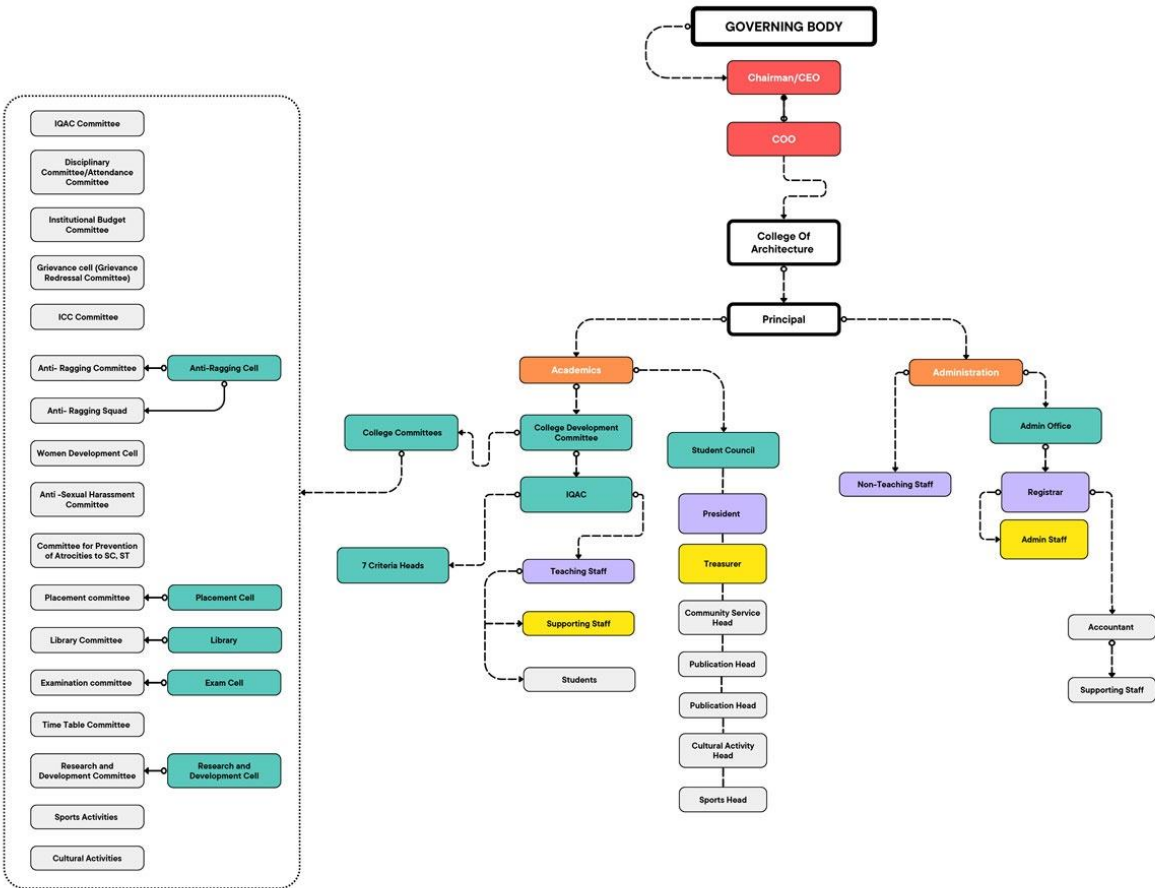 GOVERNING BODY
Chairman/CEO
COO
College Of
Architecture
Principal
Academics
Administration
College Committees
College Development
Committee
Student Council
Admin Office
IQAC
Non-Teaching Staff
Registrar
President
Admin Staff
7 Criteria Heads
Teaching Staff
Treasurer
Supporting Staff
Community Service
Head
Accountant
Students
Publication Head
Supporting Staff
Publication Head
Cultural Activity
Head
Sports Head
IQAC Committee
Disciplinary
Committee/Attendance
Committee
Institutional Budget
Committee
Grievance cell (Grievance
Redressal Committee)
ICC Committee
Anti- Ragging Committee
Anti-Ragging Cell
Anti- Ragging Squad
Women Development Cell
Anti -Sexual Harassment
Committee
Committee for Prevention
of Atrocities to SC, ST
Placement committee
Placement Cell
Library Committee
Library
Examination committee
Exam Cell
Time Table Committee
Research and
Development Committee
Research and
Development Cell
Sports Activities
Cultural Activities